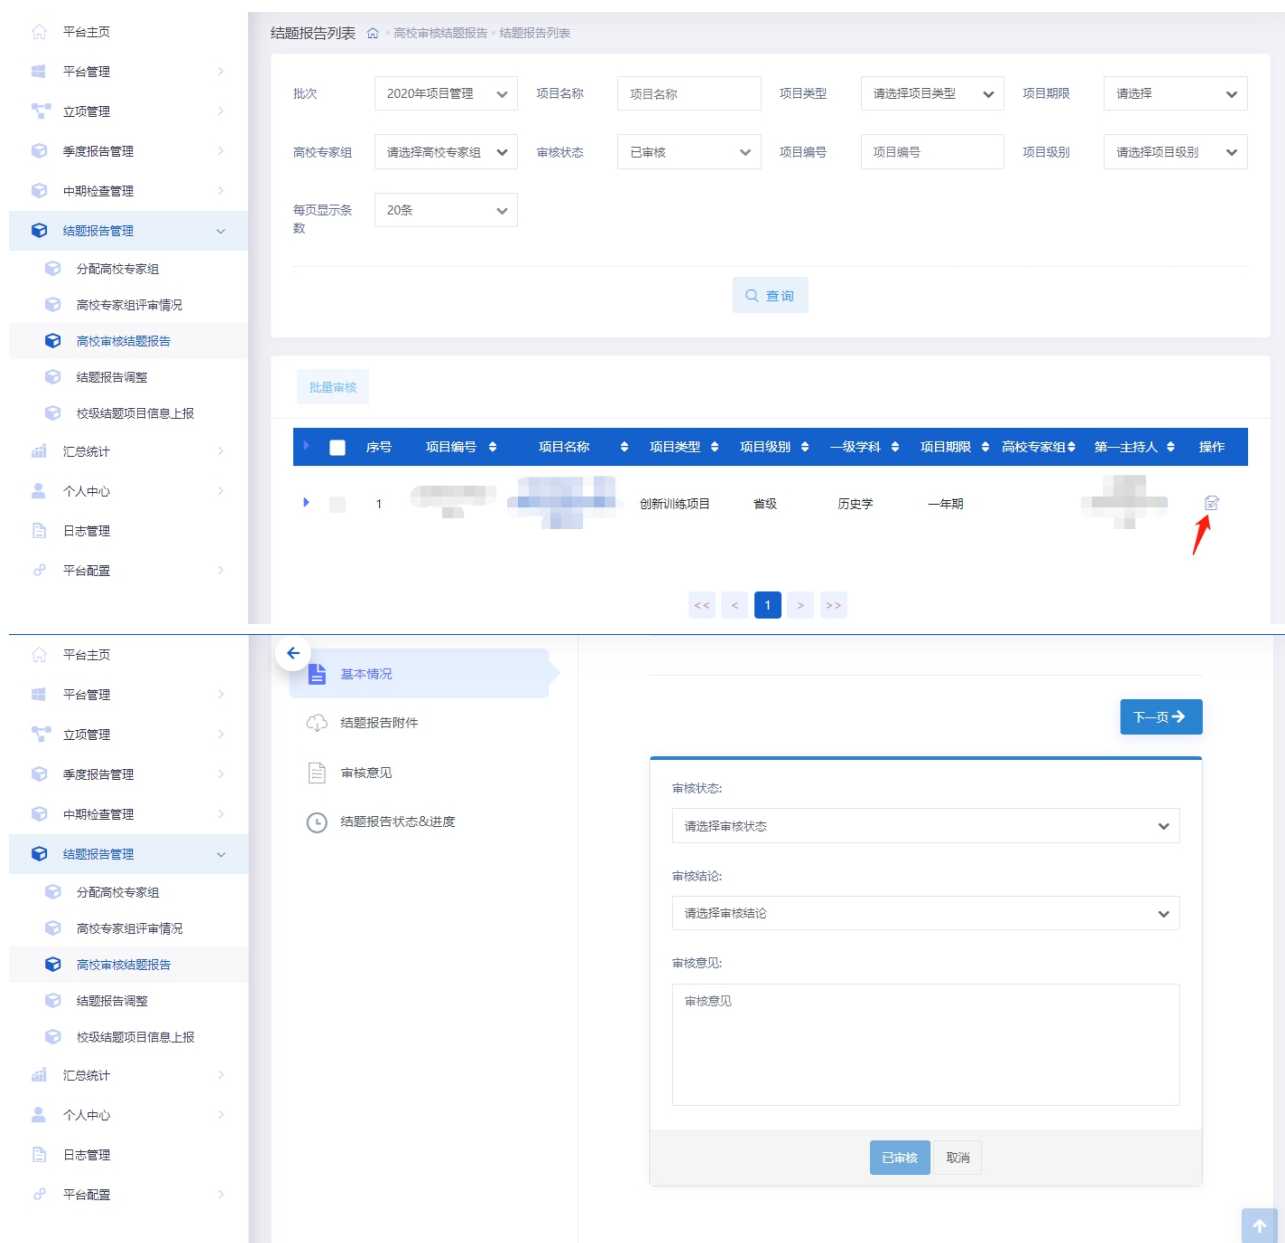 平台主页
平台管理
立项管理
季度报告管理
中期检查管理
结题报告管理
分配高校专家组
高校专家组评审情况
高校审核结题报告
结题报告调整
校级结题项目信息上报
汇总统计
个人中心
日志管理
平台配置
结题报告列表 高校审核结题报告 结题报告列表
批次 2020年项目管理 项目名称 项目名称 项目类型 请选择项目类型 项目期限 请选择
高校专家组 请选择高校专家组 审核状态 已审核 项目编号 项目编号 项目级别 请选择项目级别
每页显示条数 20条
查询
批量审核
序号 项目编号 项目名称 项目类型 项目级别 一级学科 项目期限 高校专家组 第一主持人 操作
1 创新训练项目 省级 历史学 一年期
<< < 1 > >>
平台主页
平台管理
立项管理
季度报告管理
中期检查管理
结题报告管理
分配高校专家组
高校专家组评审情况
高校审核结题报告
结题报告调整
校级结题项目信息上报
汇总统计
个人中心
日志管理
平台配置
基本情况
结题报告附件
审核意见
结题报告状态&进度
下一页
审核状态:
请选择审核状态
审核结论:
请选择审核结论
审核意见:
审核意见
已审核 取消